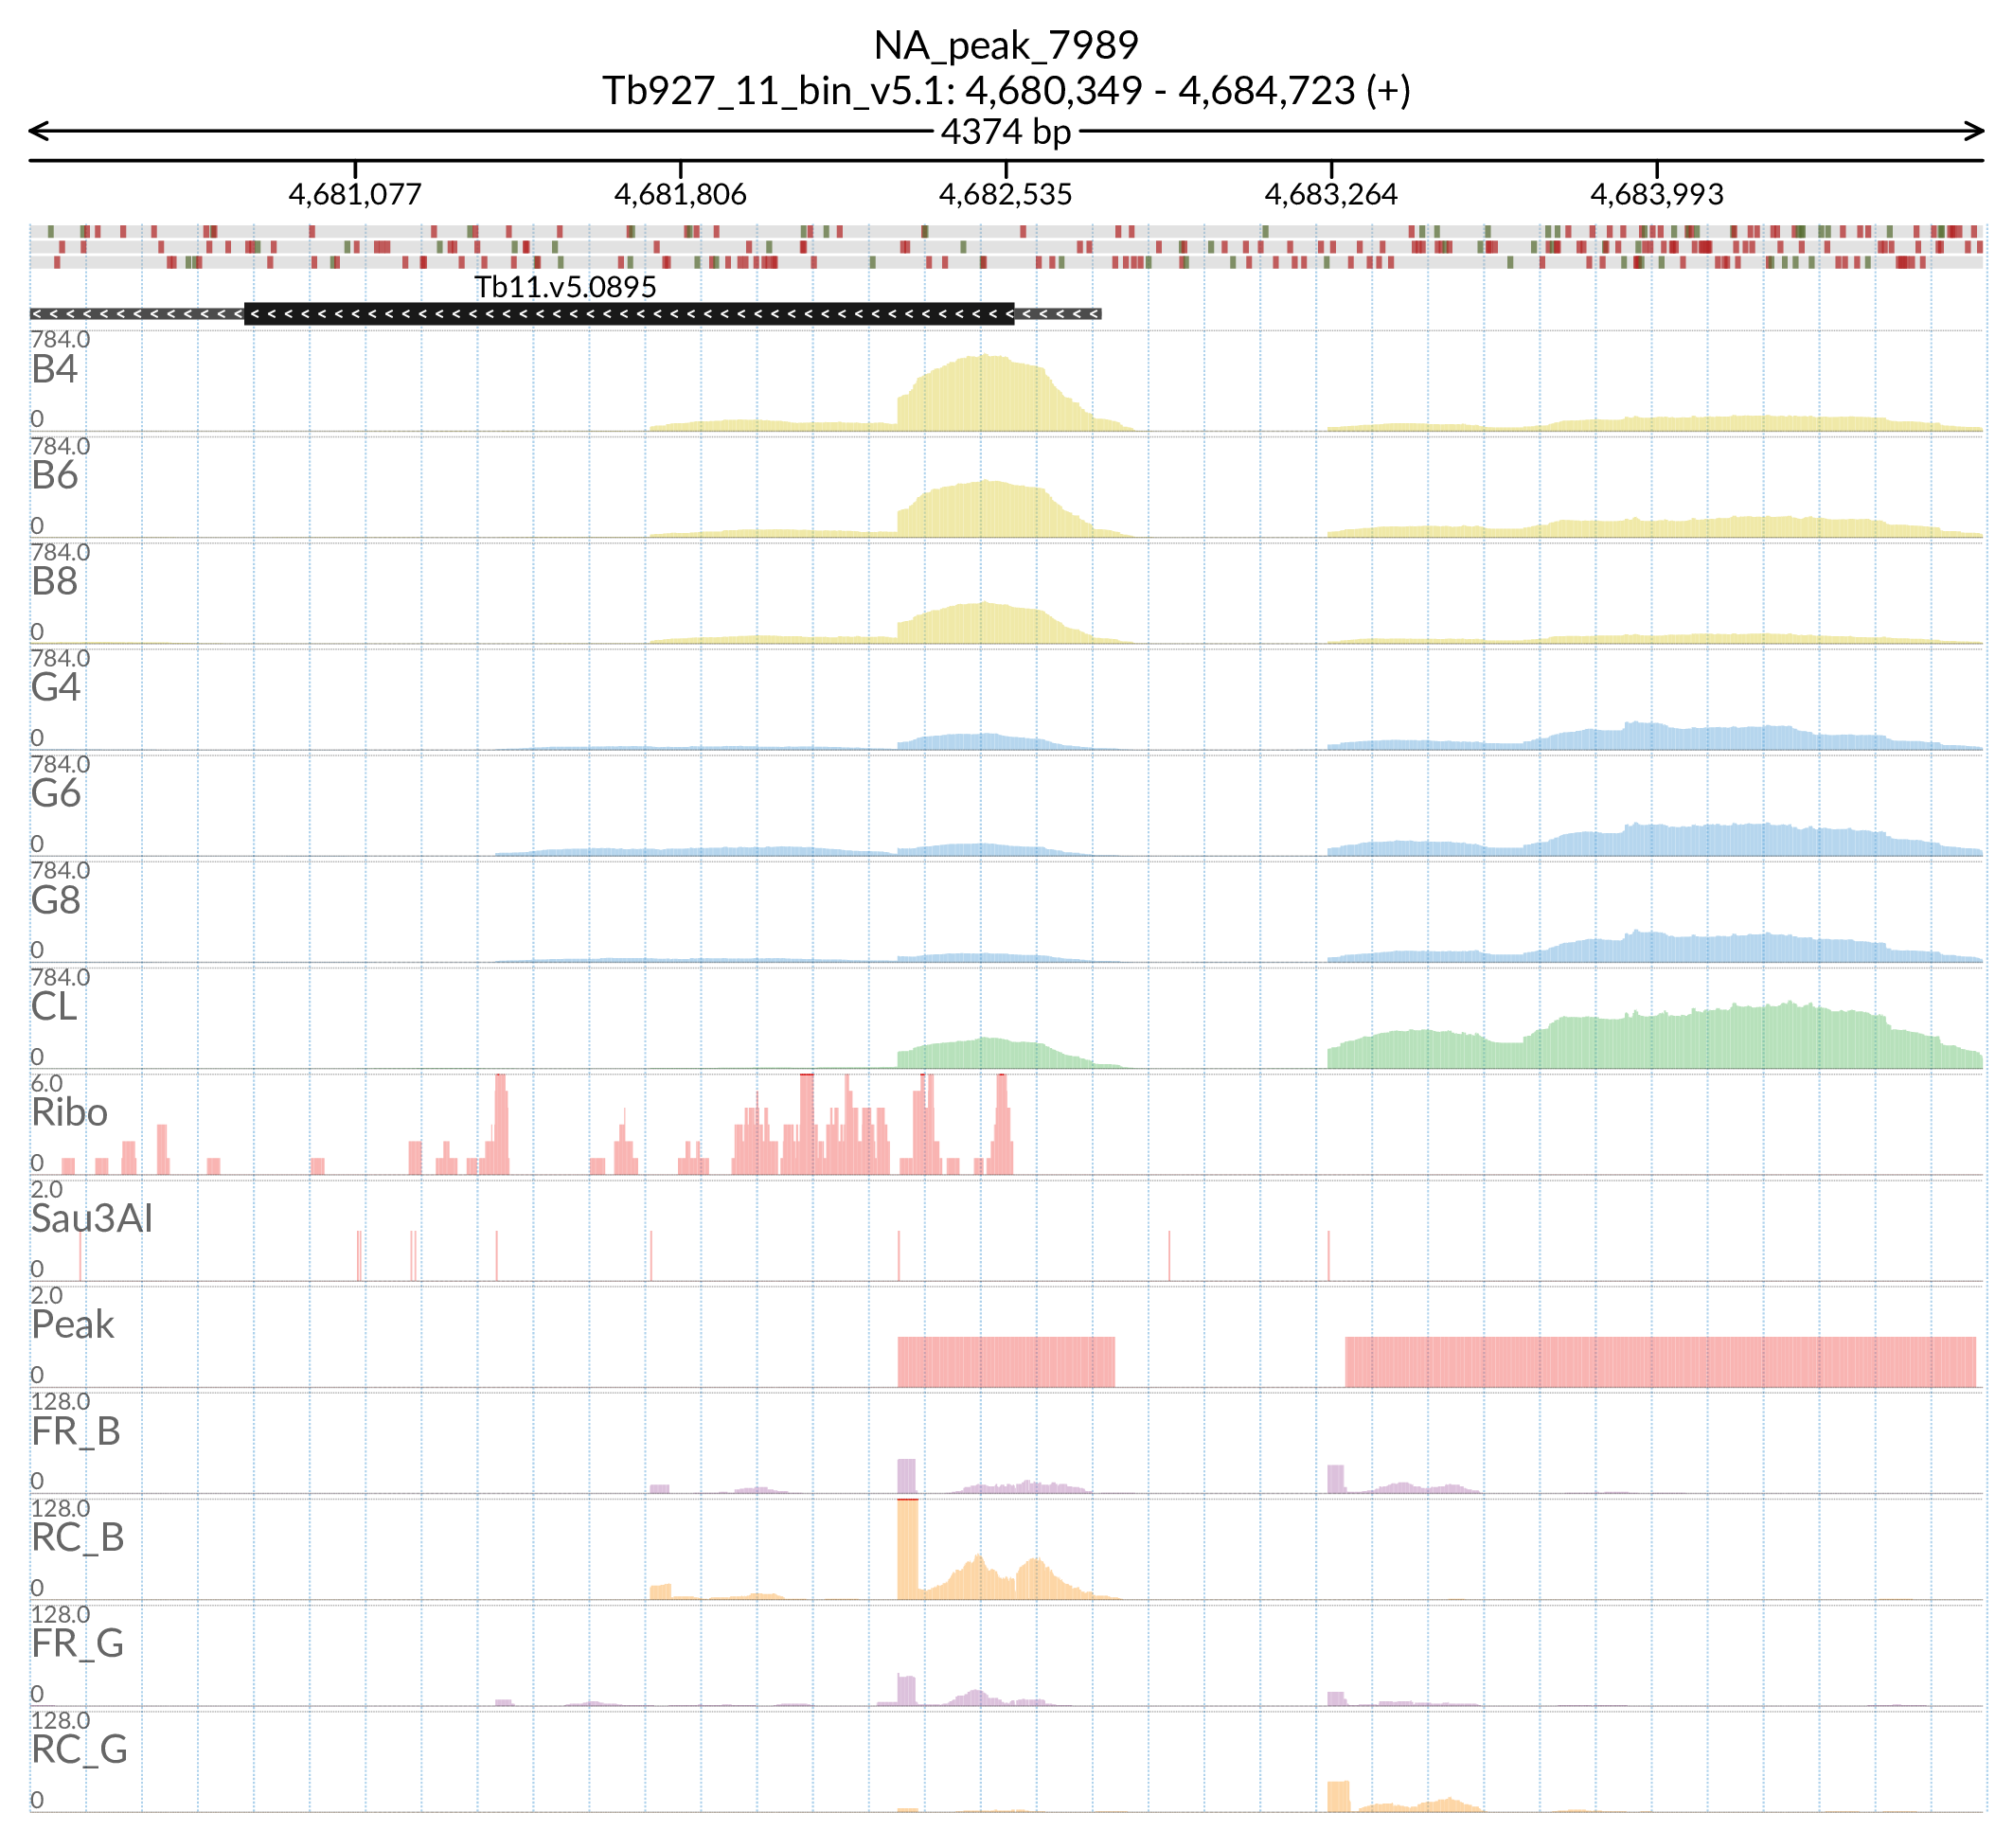 NA_peak_7989
Tb927_11_bin_v5.1: 4,680,349 - 4,684,723 (+)
4374 bp
4,681,077 4,681,806 4,682,535 4,683,264 4,683,993
Tb11.v5.0895
784.0
B4
0
784.0
B6
0
784.0
B8
0
784.0
G4
0
784.0
G6
0
784.0
G8
0
784.0
CL
0
6.0
Ribo
0
2.0
Sau3AI
0
2.0
Peak
0
128.0
FR_B
0
128.0
RC_B
0
128.0
FR_G
0
128.0
RC_G
0